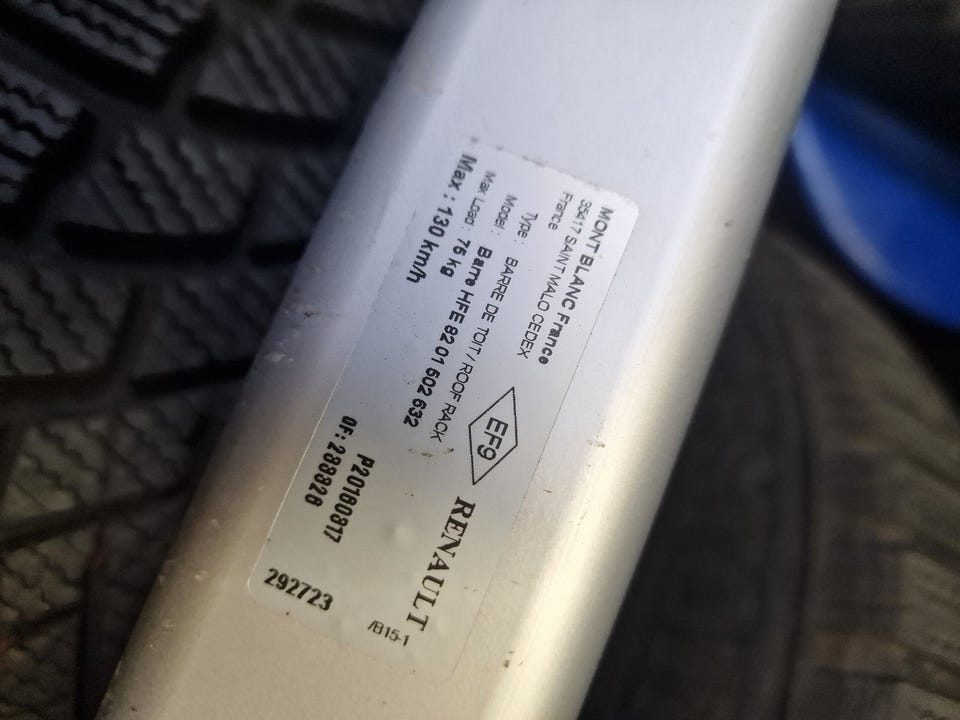 MONT BLANC France
35417 SAINT MALO CEDEX
France
Type : BARRE DE TOIT / ROOF RACK
Model : Barre HFE 82 01 502 632
Max Load : 75 kg
Max : 130 km/h
EF9
RENAULT
/B15-1
P20160317
OF: 288826
292723